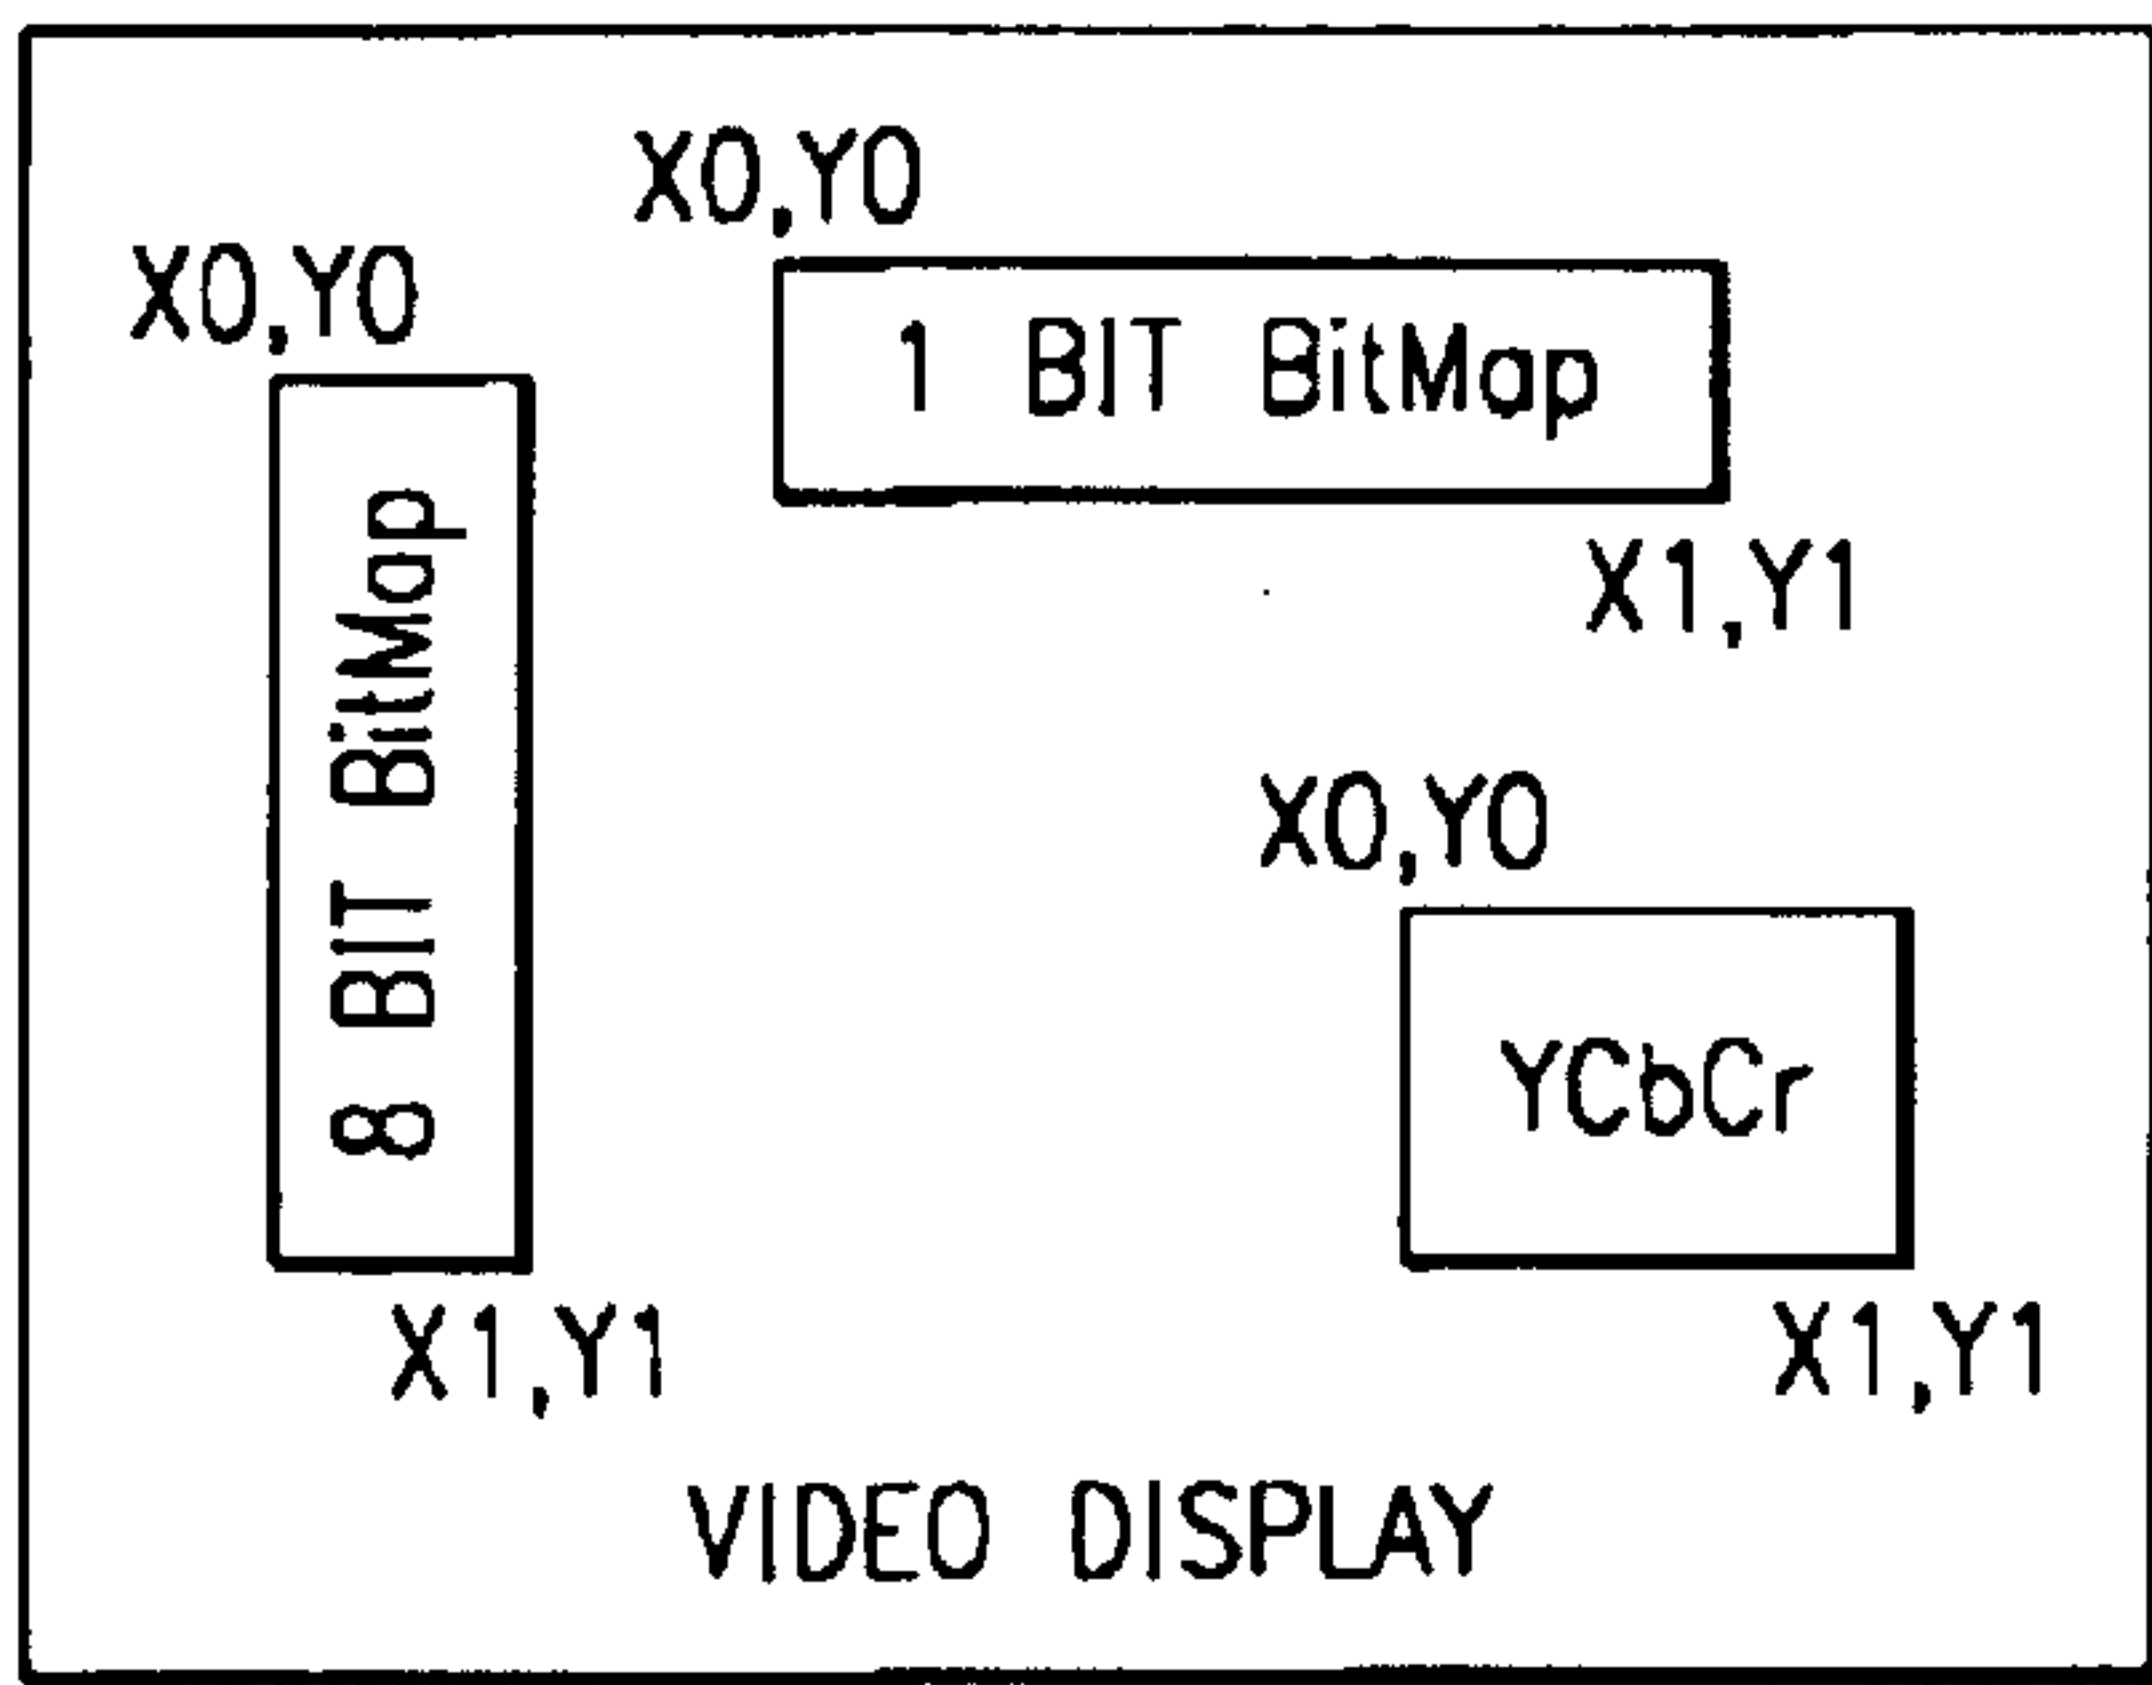 X0,Y0
X0,Y0
1 BIT BitMap
8 BIT BitMap
X1,Y1
X0,Y0
YCbCr
X1,Y1
X1,Y1
VIDEO DISPLAY